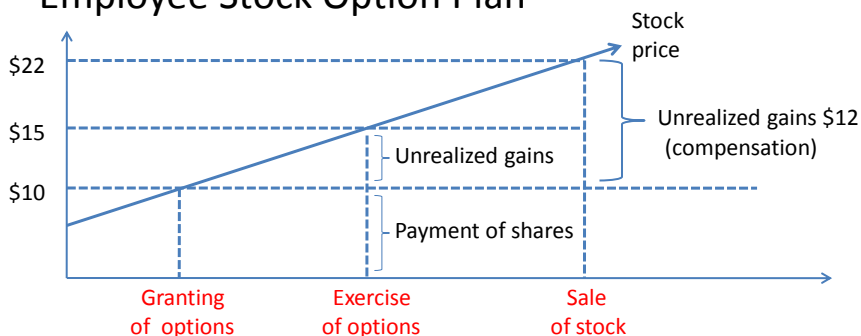 Employee Stock Option Plan
Stock
price
$22
Unrealized gains $12
(compensation)
$15
Unrealized gains
$10
Payment of shares
Granting
of options
Exercise
of options
Sale
of stock